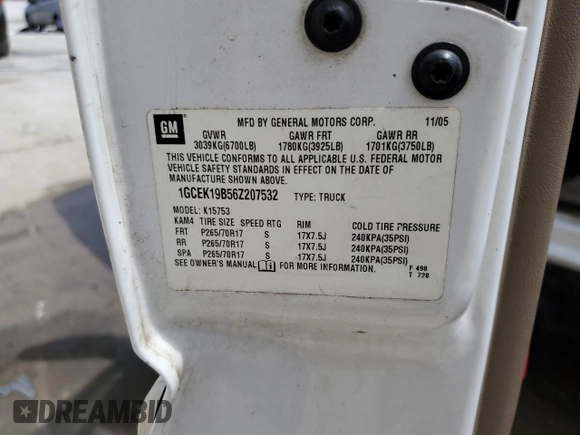 GM
MFD BY GENERAL MOTORS CORP. 11/05
GVWR GAWR FRT GAWR RR
3039KG(6700LB) 1780KG(3925LB) 1701KG(3750LB)
THIS VEHICLE CONFORMS TO ALL APPLICABLE U.S. FEDERAL MOTOR
VEHICLE SAFETY STANDARDS IN EFFECT ON THE DATE OF
MANUFACTURE SHOWN ABOVE.
1GCEK19B56Z207532 TYPE: TRUCK
MODEL: K15753
KAM4 TIRE SIZE SPEED RTG RIM COLD TIRE PRESSURE
FRT P265/70R17 S 17X7.5J 240KPA(35PSI)
RR P265/70R17 S 17X7.5J 240KPA(35PSI)
SPA P265/70R17 S 17X7.5J 240KPA(35PSI)
SEE OWNER'S MANUAL FOR MORE INFORMATION.
F 498
T 728
DREAMBID